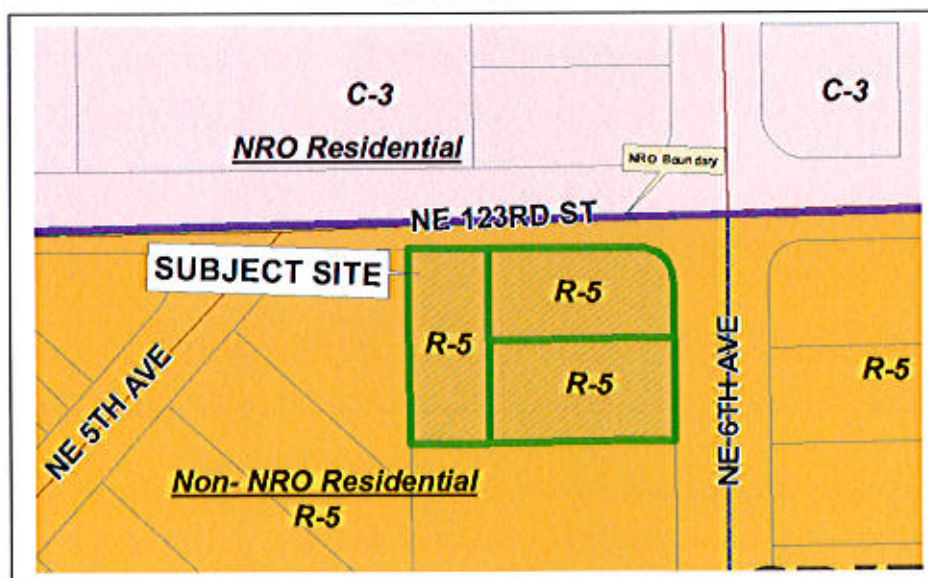 C-3
C-3
NRO Residential
NRO Boundary
NE 123RD ST
SUBJECT SITE
R-5
R-5
R-5
R-5
NE 5TH AVE
NE 6TH AVE
Non- NRO Residential
R-5